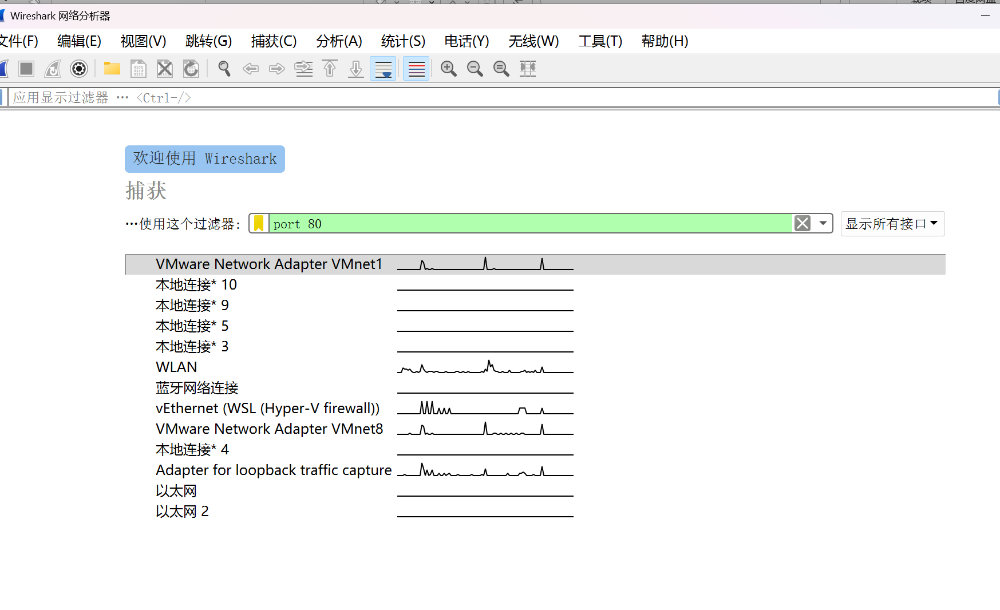 Wireshark 网络分析器
文件(F) 编辑(E) 视图(V) 跳转(G) 捕获(C) 分析(A) 统计(S) 电话(Y) 无线(W) 工具(T) 帮助(H)
应用显示过滤器 … <Ctrl-/>
欢迎使用 Wireshark
捕获
…使用这个过滤器: port 80 显示所有接口
VMware Network Adapter VMnet1
本地连接* 10
本地连接* 9
本地连接* 5
本地连接* 3
WLAN
蓝牙网络连接
vEthernet (WSL (Hyper-V firewall))
VMware Network Adapter VMnet8
本地连接* 4
Adapter for loopback traffic capture
以太网
以太网 2